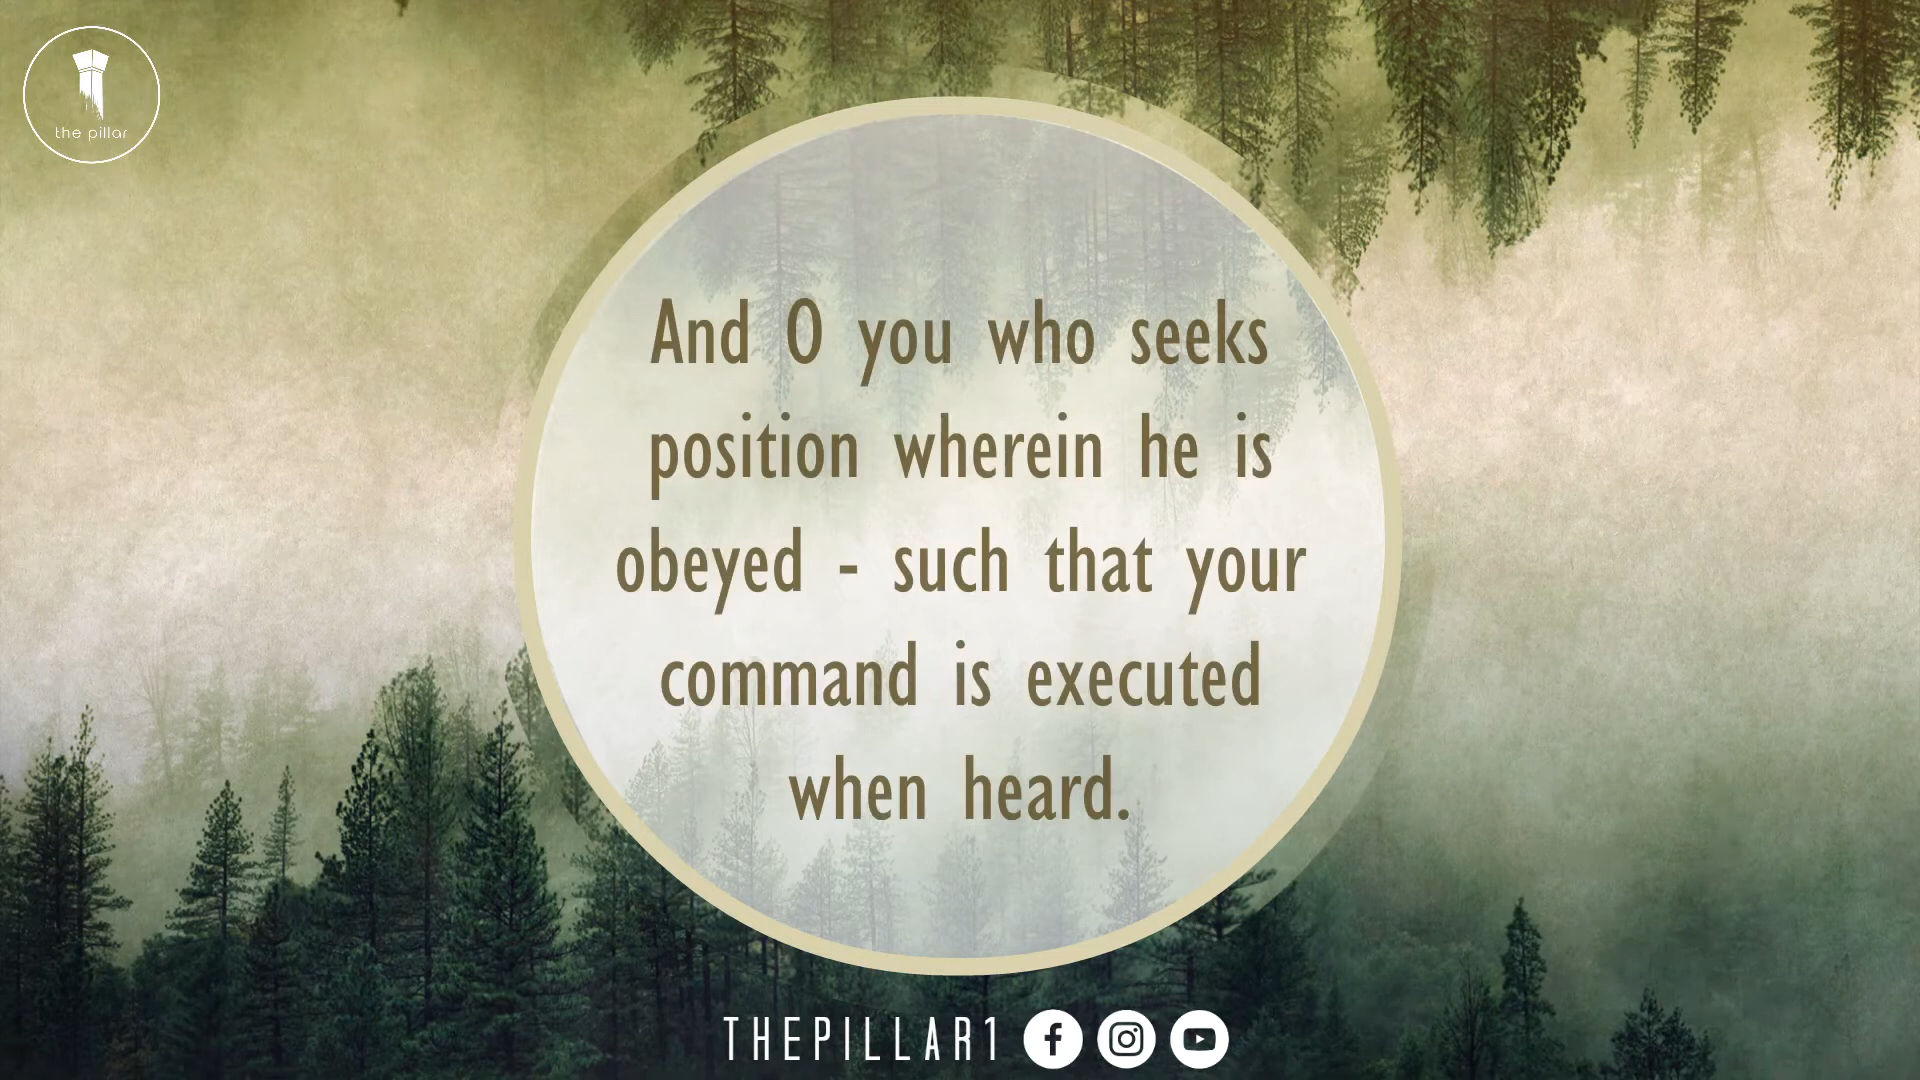 the pillar
And O you who seeks
position wherein he is
obeyed - such that your
command is executed
when heard.
THEPILLAR1